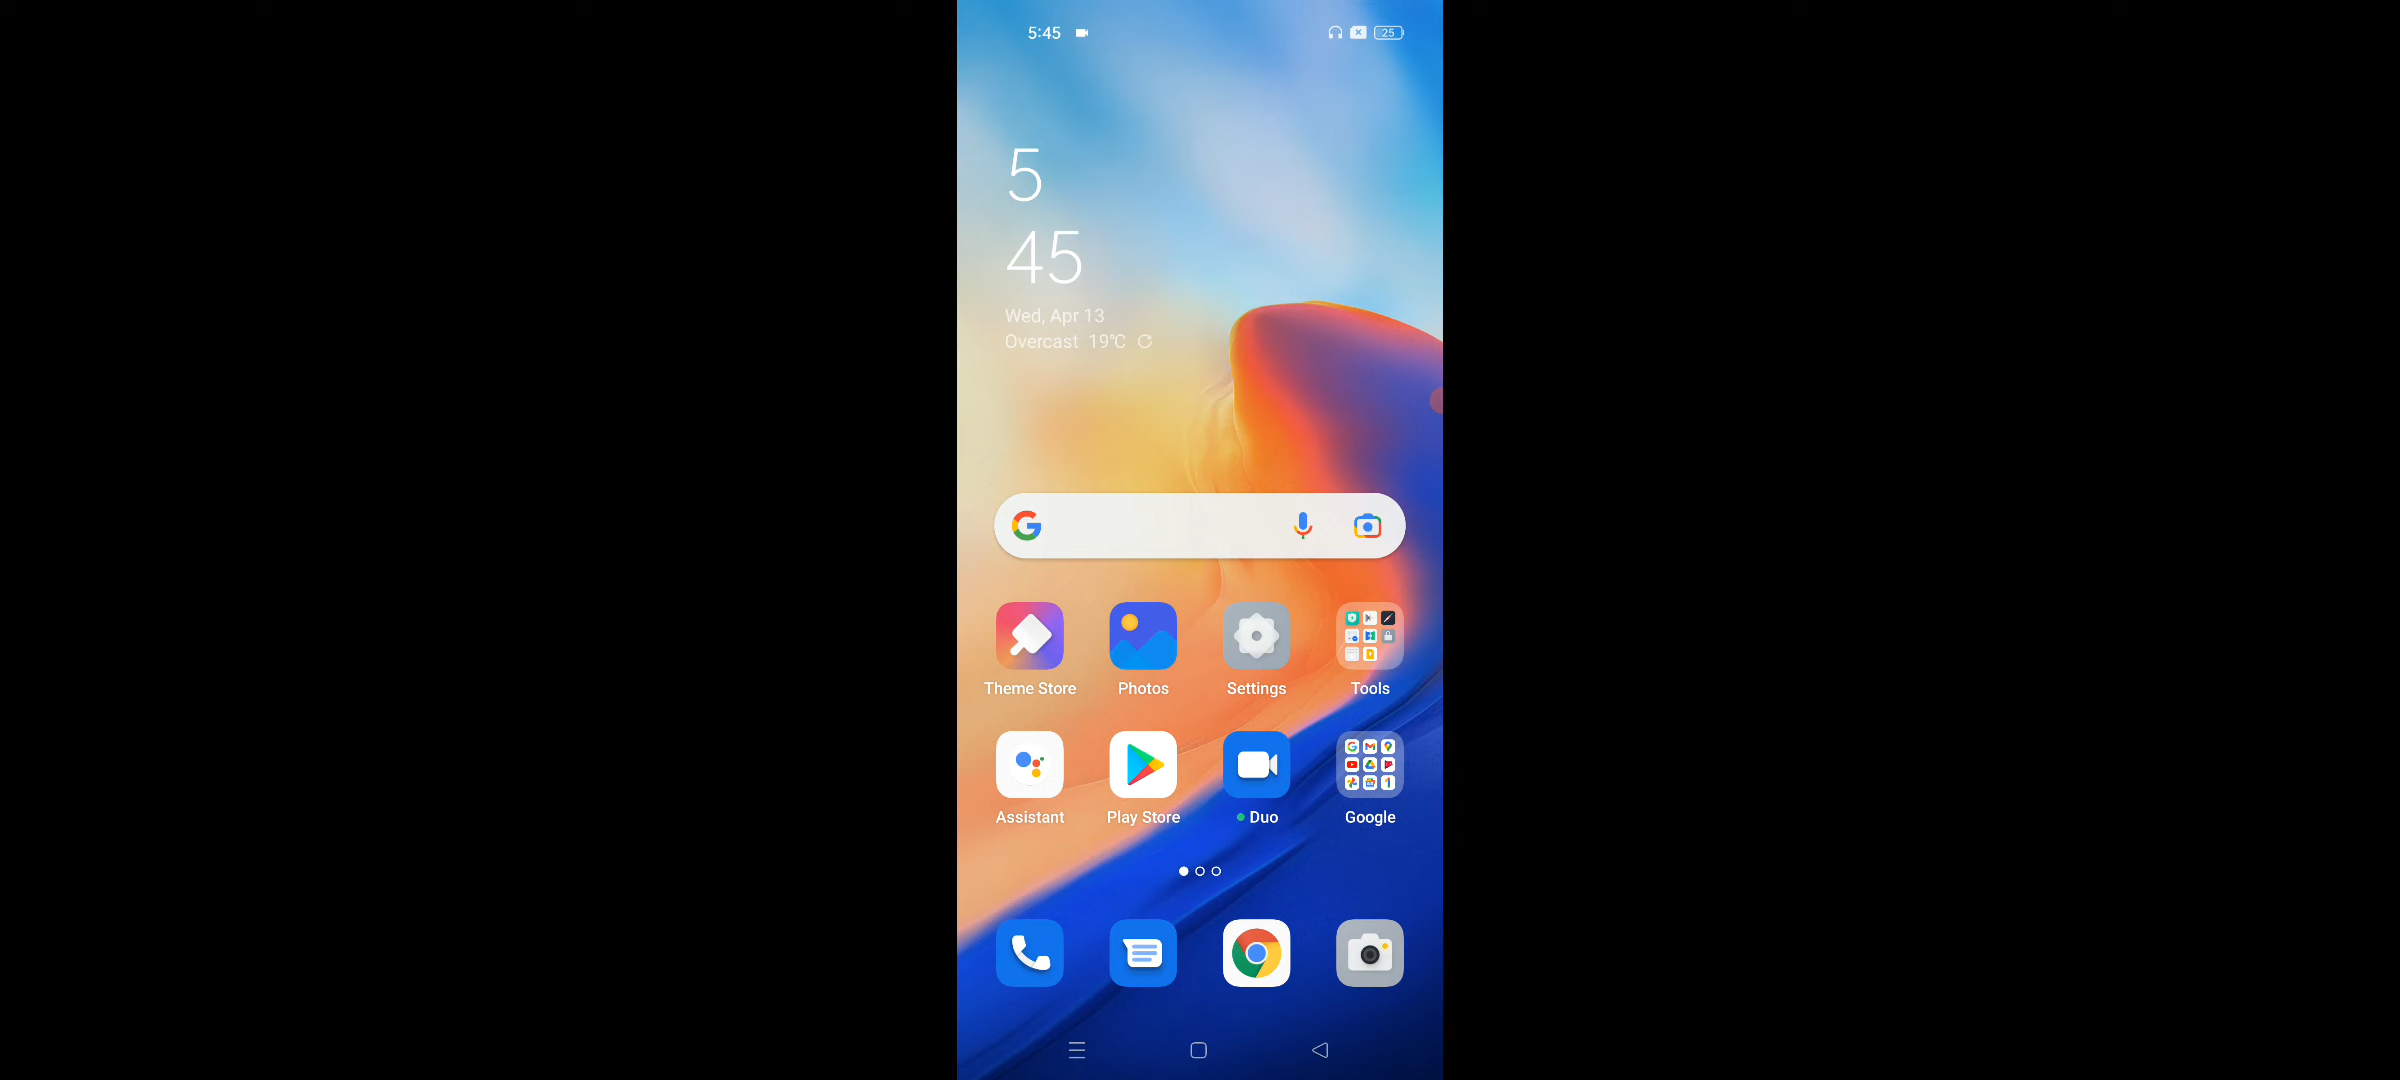 5:45
25
5
45
Wed, Apr 13
Overcast 19℃
Theme Store
Photos
Settings
Tools
Assistant
Play Store
Duo
Google